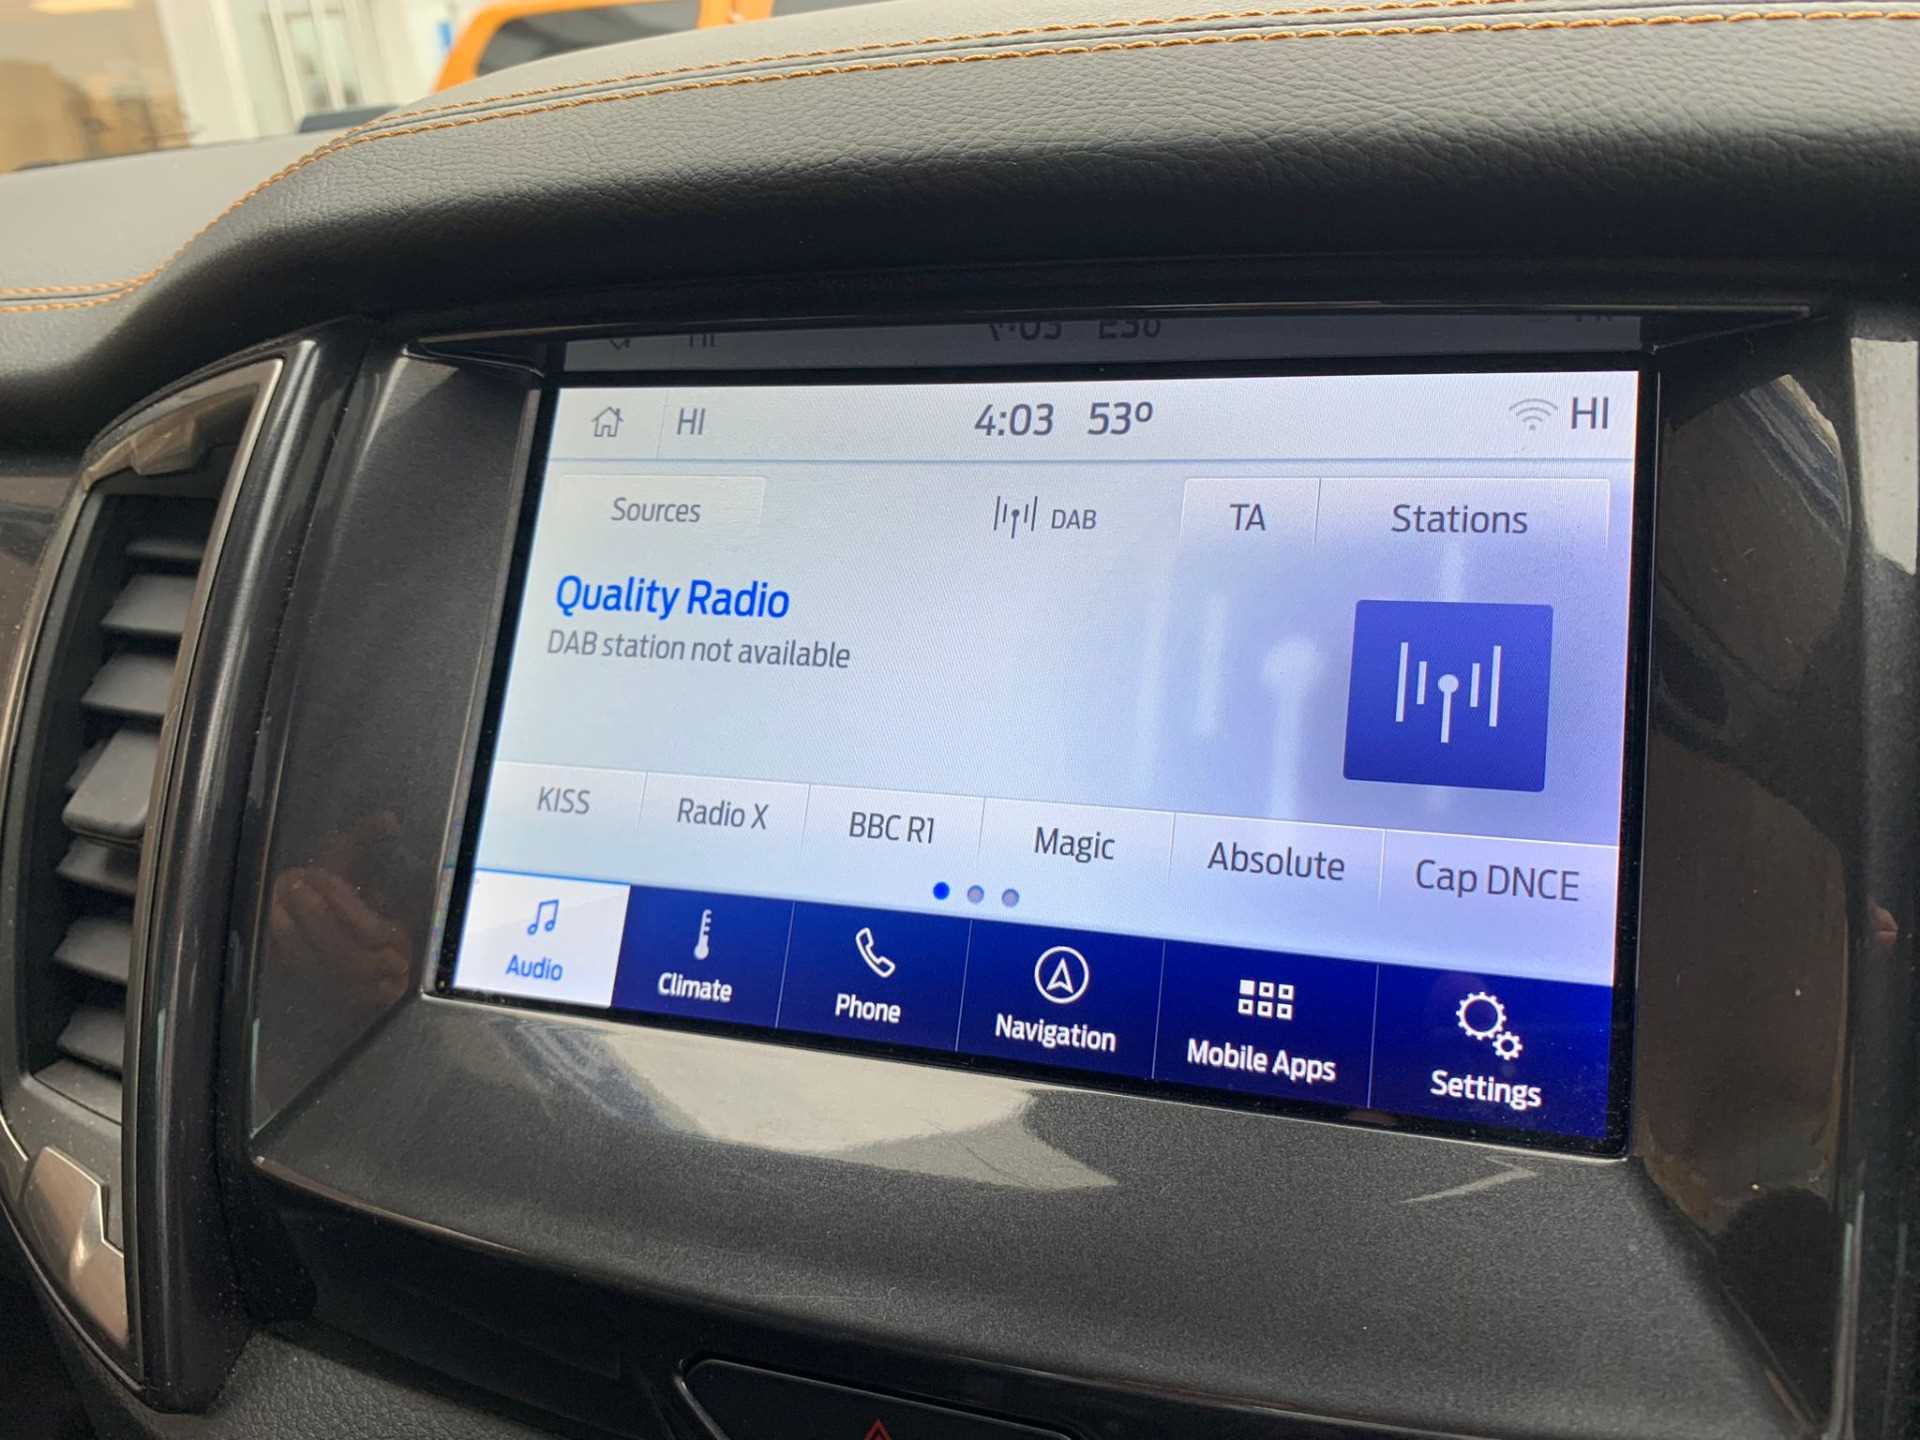 HI 4:03 53º HI
Sources DAB TA Stations
Quality Radio
DAB station not available
KISS Radio X BBC R1 Magic Absolute Cap DNCE
Audio Climate Phone Navigation Mobile Apps Settings